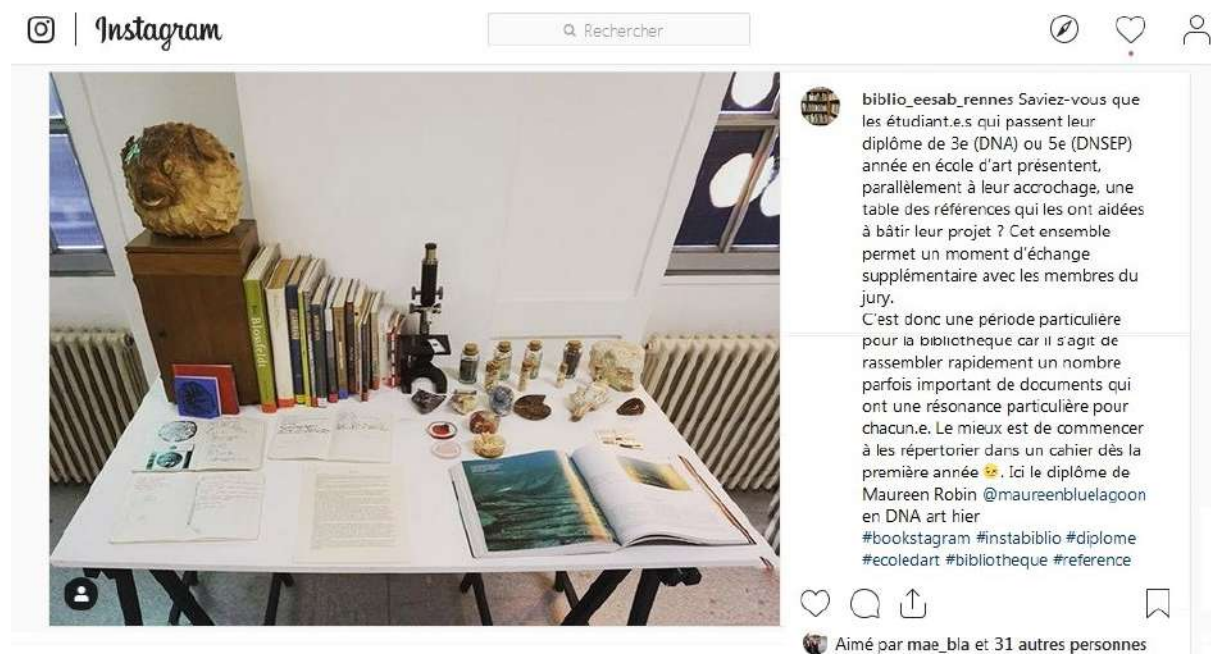 Instagram
Rechercher
Blossfeldt
biblio_eesab_rennes Saviez-vous que
les étudiant.e.s qui passent leur
diplôme de 3e (DNA) ou 5e (DNSEP)
année en école d'art présentent,
parallèlement à leur accrochage, une
table des références qui les ont aidées
à bâtir leur projet ? Cet ensemble
permet un moment d'échange
supplémentaire avec les membres du
jury.
C'est donc une période particulière
pour la bibliothèque car il s'agit de
rassembler rapidement un nombre
parfois important de documents qui
ont une résonance particulière pour
chacun.e. Le mieux est de commencer
à les répertorier dans un cahier dès la
première année 😉. Ici le diplôme de
Maureen Robin @maureenbluelagoon
en DNA art hier
#bookstagram #instabiblio #diplome
#ecoledart #bibliotheque #reference
Aimé par mae_bla et 31 autres personnes